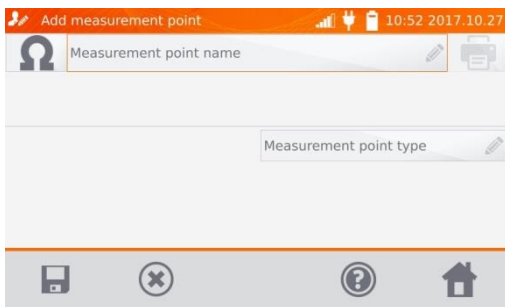 Add measurement point 10:52 2017.10.27
Ω Measurement point name
Measurement point type